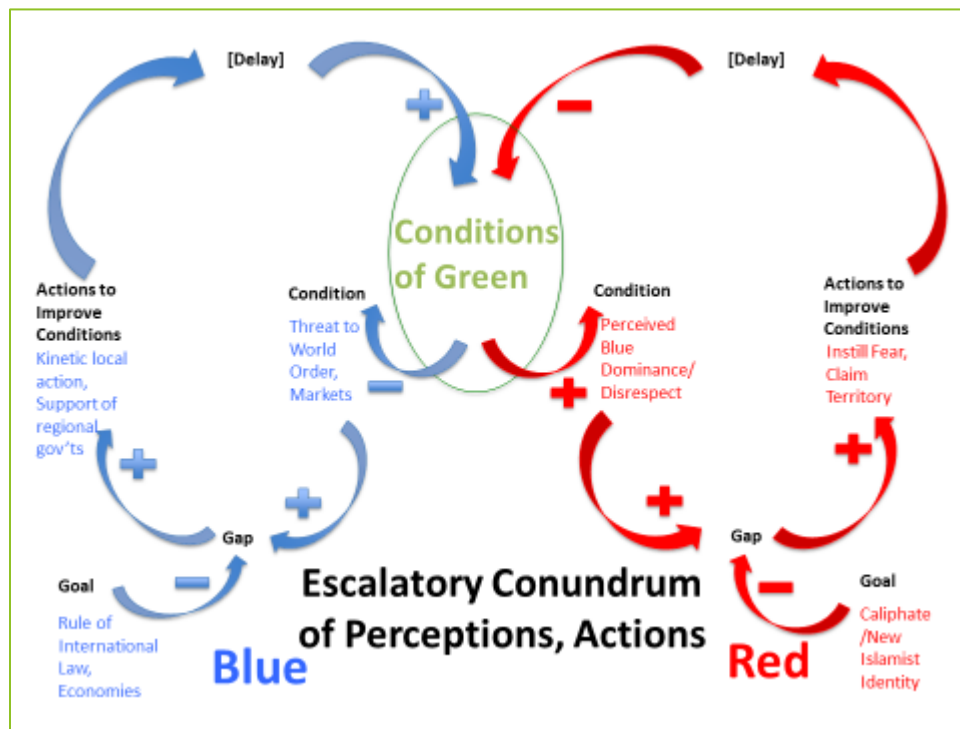 [Delay]
[Delay]
+
−
Conditions
of Green
Actions to
Improve
Conditions
Kinetic local
action,
Support of
regional
gov'ts
Condition
Threat to
World
Order,
Markets
−
Condition
Perceived
Blue
Dominance/
Disrespect
+
Actions to
Improve
Conditions
Instill Fear,
Claim
Territory
+
+
+
+
Gap
Gap
Goal
Rule of
International
Law,
Economies
−
Blue
Escalatory Conundrum
of Perceptions, Actions
Red
−
Goal
Caliphate
/New
Islamist
Identity